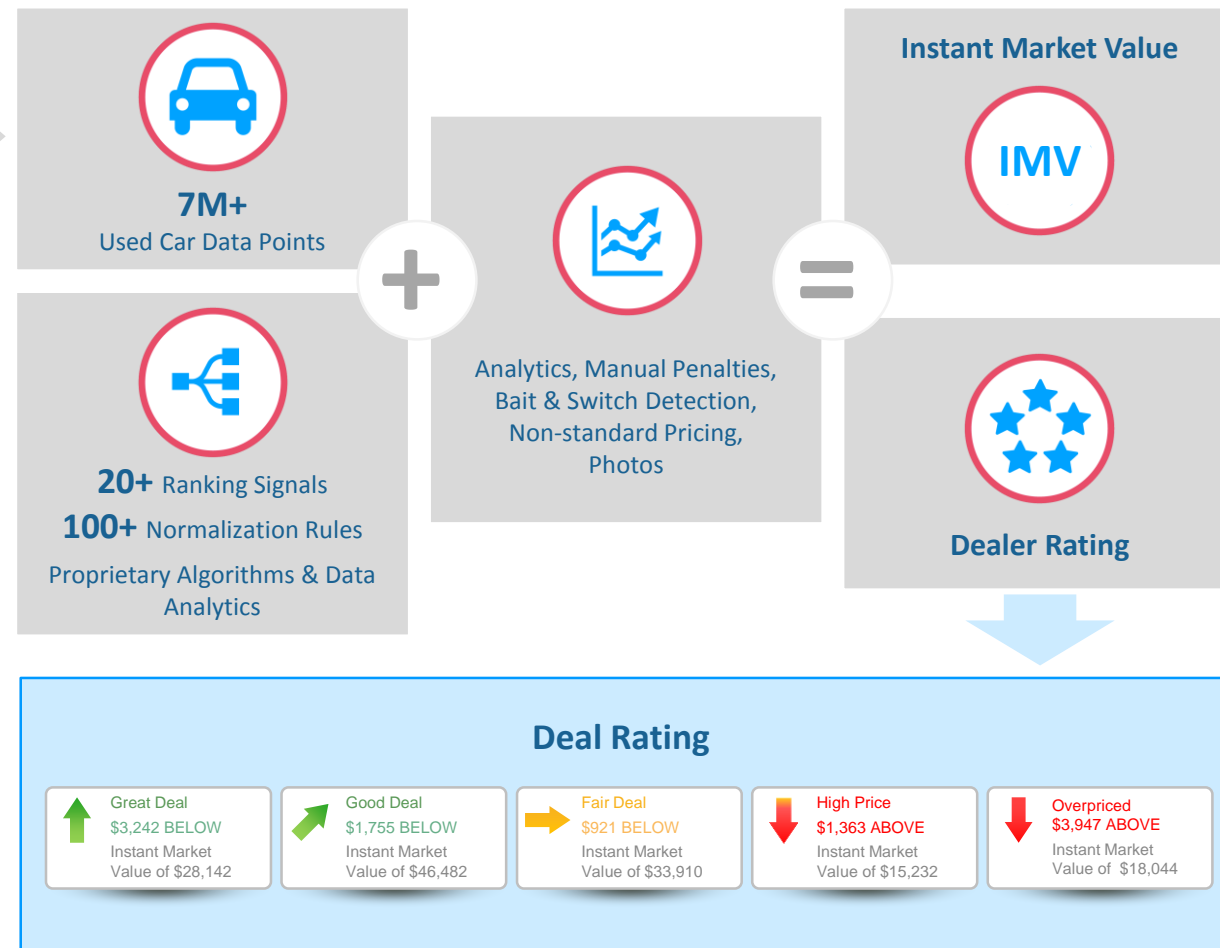 7M+
Used Car Data Points
20+ Ranking Signals
100+ Normalization Rules
Proprietary Algorithms & Data
Analytics
Analytics, Manual Penalties,
Bait & Switch Detection,
Non-standard Pricing,
Photos
Instant Market Value
IMV
Dealer Rating
Deal Rating
Great Deal
$3,242 BELOW
Instant Market
Value of $28,142
Good Deal
$1,755 BELOW
Instant Market
Value of $46,482
Fair Deal
$921 BELOW
Instant Market
Value of $33,910
High Price
$1,363 ABOVE
Instant Market
Value of $15,232
Overpriced
$3,947 ABOVE
Instant Market
Value of $18,044